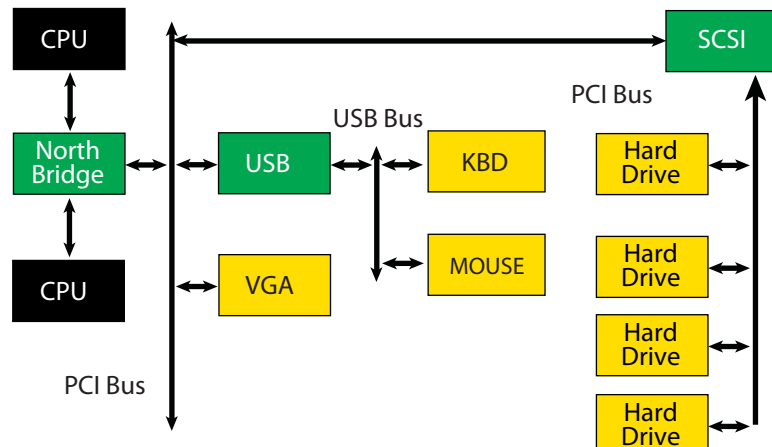 CPU
SCSI
PCI Bus
USB Bus
North
Bridge
USB
KBD
Hard
Drive
CPU
VGA
MOUSE
Hard
Drive
Hard
Drive
PCI Bus
Hard
Drive